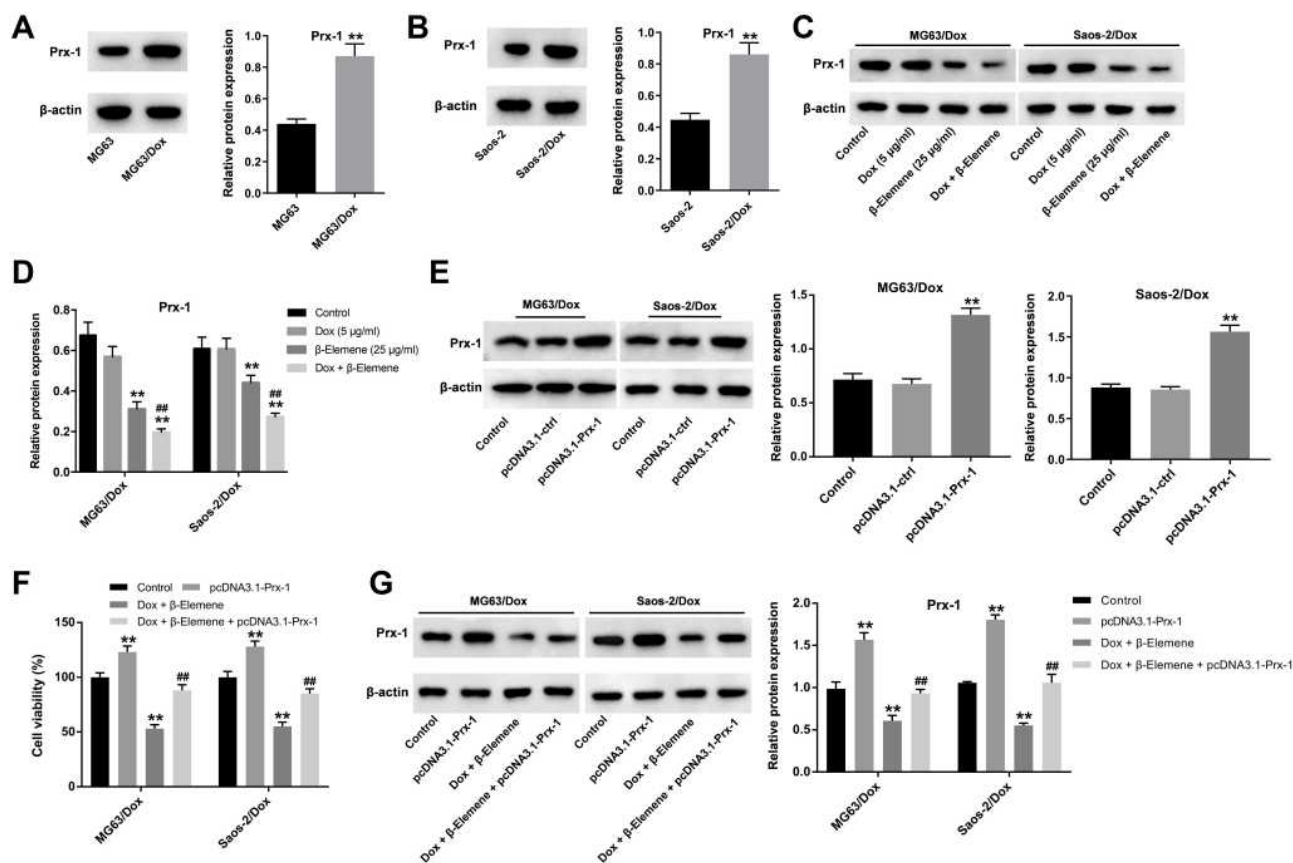 A
Prx-1
β-actin
MG63
MG63/Dox
Prx-1
**
Relative protein expression
1.0
0.8
0.6
0.4
0.2
0.0
MG63
MG63/Dox
B
Prx-1
β-actin
Saos-2
Saos-2/Dox
Prx-1
**
Relative protein expression
1.0
0.8
0.6
0.4
0.2
0.0
Saos-2
Saos-2/Dox
C
MG63/Dox
Saos-2/Dox
Prx-1
β-actin
Control
Dox (5 μg/ml)
β-Elemene (25 μg/ml)
Dox + β-Elemene
Control
Dox (5 μg/ml)
β-Elemene (25 μg/ml)
Dox + β-Elemene
D
Prx-1
Relative protein expression
0.8
0.6
0.4
0.2
0.0
**
##
**
**
##
**
MG63/Dox
Saos-2/Dox
Control
Dox (5 μg/ml)
β-Elemene (25 μg/ml)
Dox + β-Elemene
E
MG63/Dox
Saos-2/Dox
Prx-1
β-actin
Control
pcDNA3.1-ctrl
pcDNA3.1-Prx-1
Control
pcDNA3.1-ctrl
pcDNA3.1-Prx-1
MG63/Dox
**
Relative protein expression
1.5
1.0
0.5
0.0
Control
pcDNA3.1-ctrl
pcDNA3.1-Prx-1
Saos-2/Dox
**
Relative protein expression
2.0
1.5
1.0
0.5
0.0
Control
pcDNA3.1-ctrl
pcDNA3.1-Prx-1
F
Control
pcDNA3.1-Prx-1
Dox + β-Elemene
Dox + β-Elemene + pcDNA3.1-Prx-1
Cell viability (%)
150
100
50
0
**
**
##
**
**
##
MG63/Dox
Saos-2/Dox
G
MG63/Dox
Saos-2/Dox
Prx-1
β-actin
Control
pcDNA3.1-Prx-1
Dox + β-Elemene
Dox + β-Elemene + pcDNA3.1-Prx-1
Control
pcDNA3.1-Prx-1
Dox + β-Elemene
Dox + β-Elemene + pcDNA3.1-Prx-1
Prx-1
Relative protein expression
2.0
1.5
1.0
0.5
0.0
**
**
##
**
**
##
MG63/Dox
Saos-2/Dox
Control
pcDNA3.1-Prx-1
Dox + β-Elemene
Dox + β-Elemene + pcDNA3.1-Prx-1